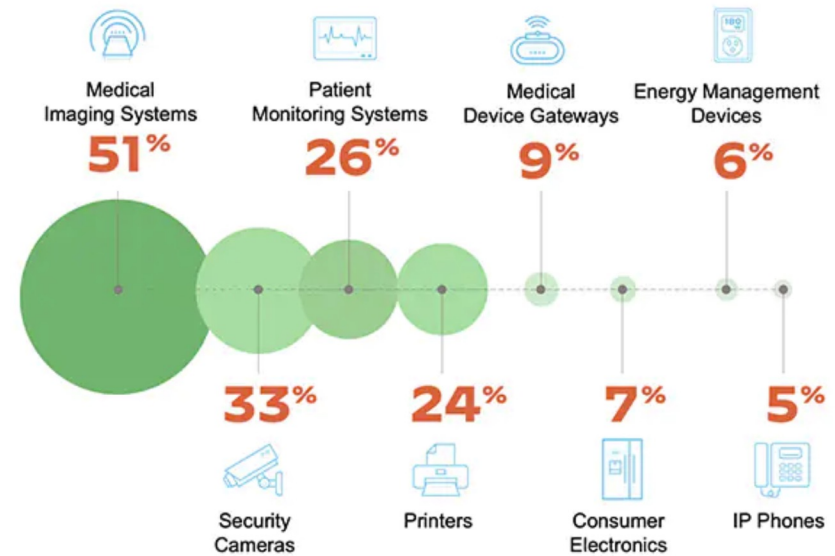 Medical
Imaging Systems
51%
Patient
Monitoring Systems
26%
Medical
Device Gateways
9%
Energy Management
Devices
6%
33%
Security
Cameras
24%
Printers
7%
Consumer
Electronics
5%
IP Phones